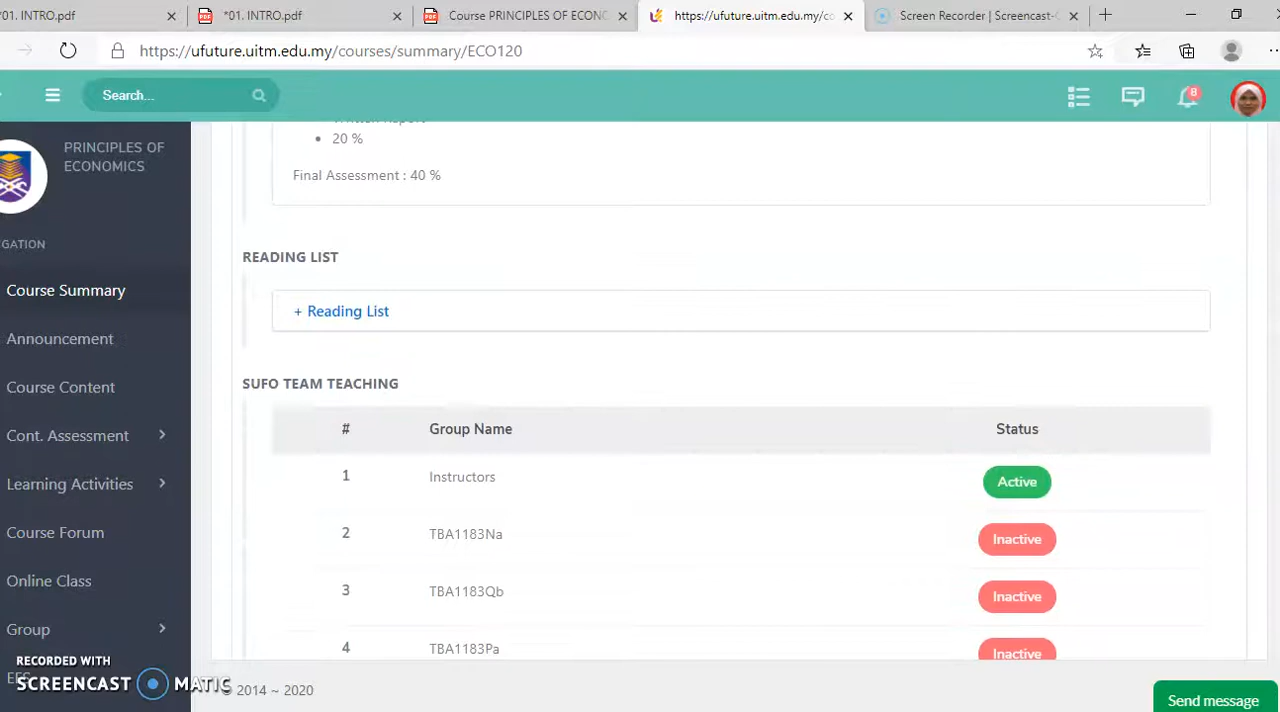 *01. INTRO.pdf
*01. INTRO.pdf
Course PRINCIPLES OF ECONO
https://ufuture.uitm.edu.my/co
Screen Recorder | Screencast-O
https://ufuture.uitm.edu.my/courses/summary/ECO120
Search...
8
PRINCIPLES OF
ECONOMICS
Course Summary
Announcement
Course Content
Cont. Assessment
Learning Activities
Course Forum
Online Class
Group
20 %
Final Assessment : 40 %
READING LIST
+ Reading List
SUFO TEAM TEACHING
# Group Name Status
1 Instructors Active
2 TBA1183Na Inactive
3 TBA1183Qb Inactive
4 TBA1183Pa Inactive
RECORDED WITH
SCREENCAST MATIC
© 2014 ~ 2020
Send message